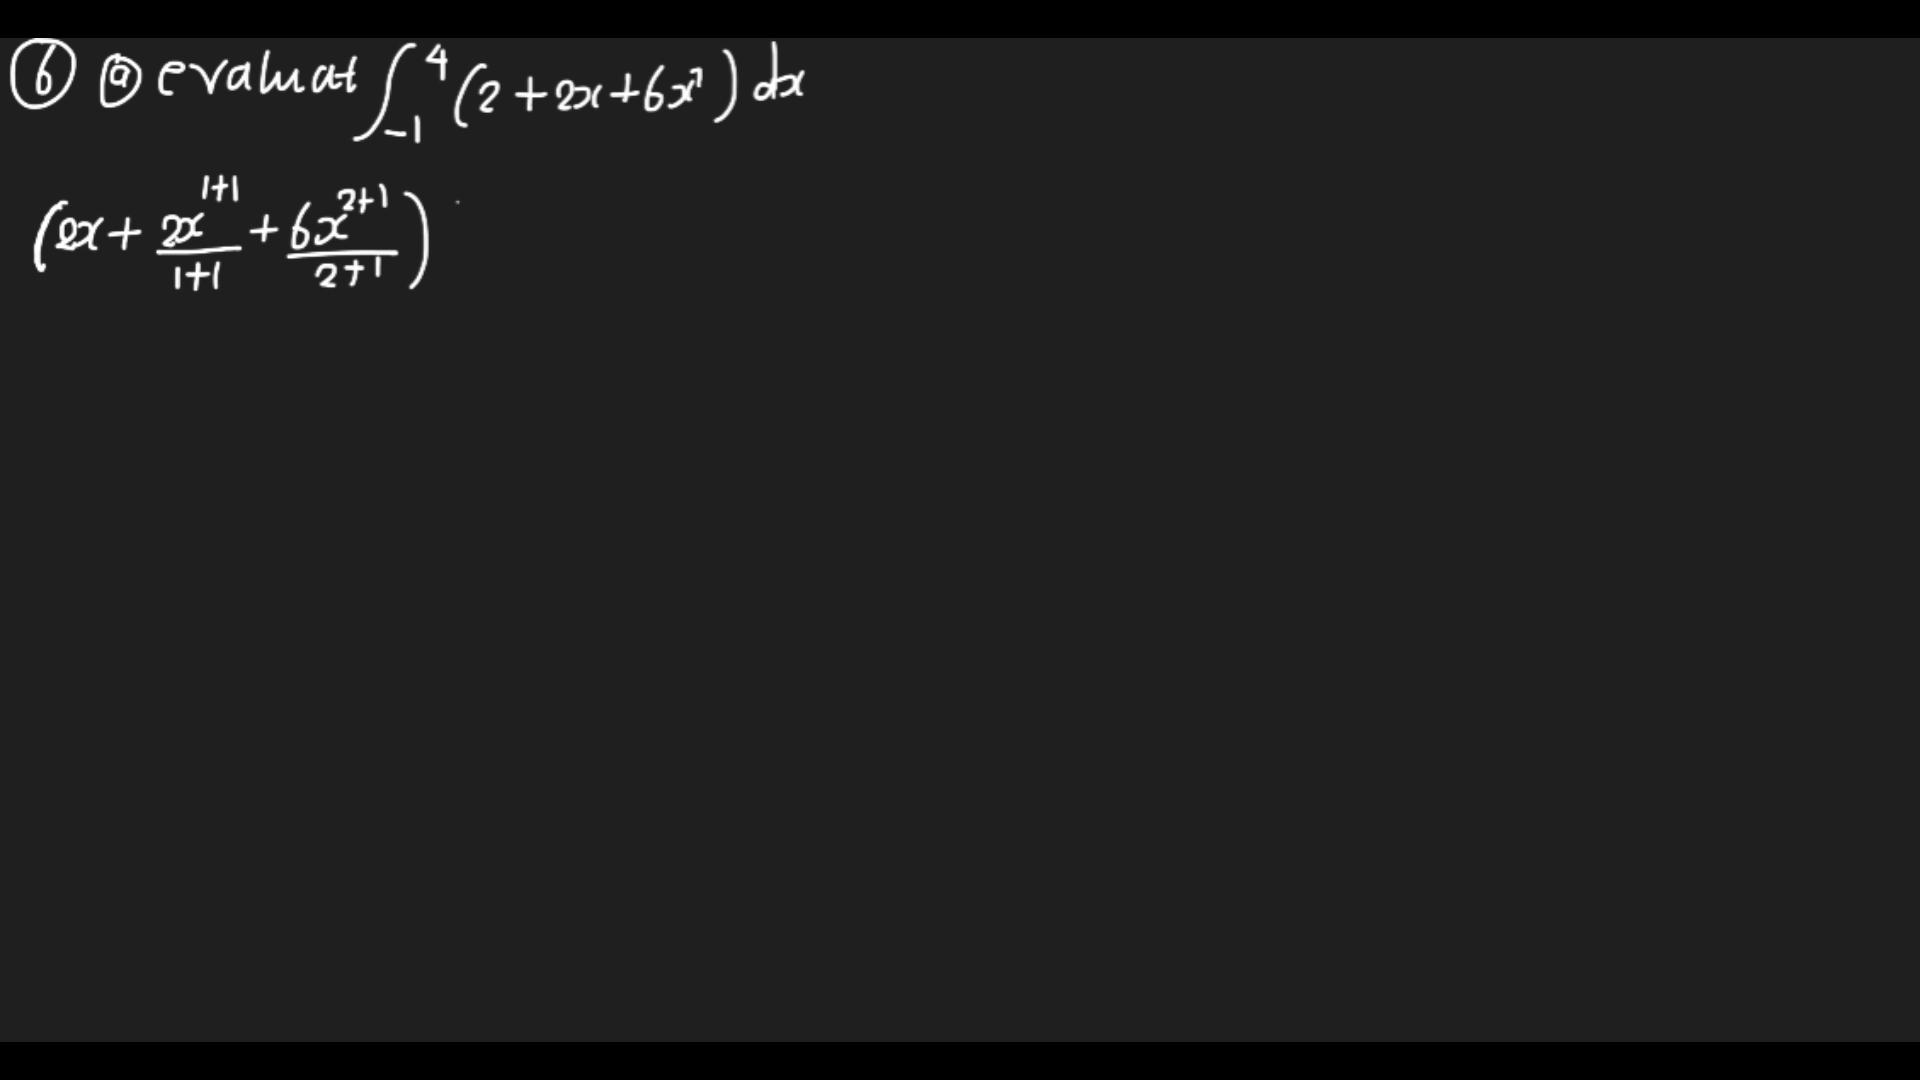 ⑥ ⓐ evaluat ∫₋₁⁴ (2 + 2x + 6x²) dx
(2x + 2x^(1+1)/(1+1) + 6x^(2+1)/(2+1))